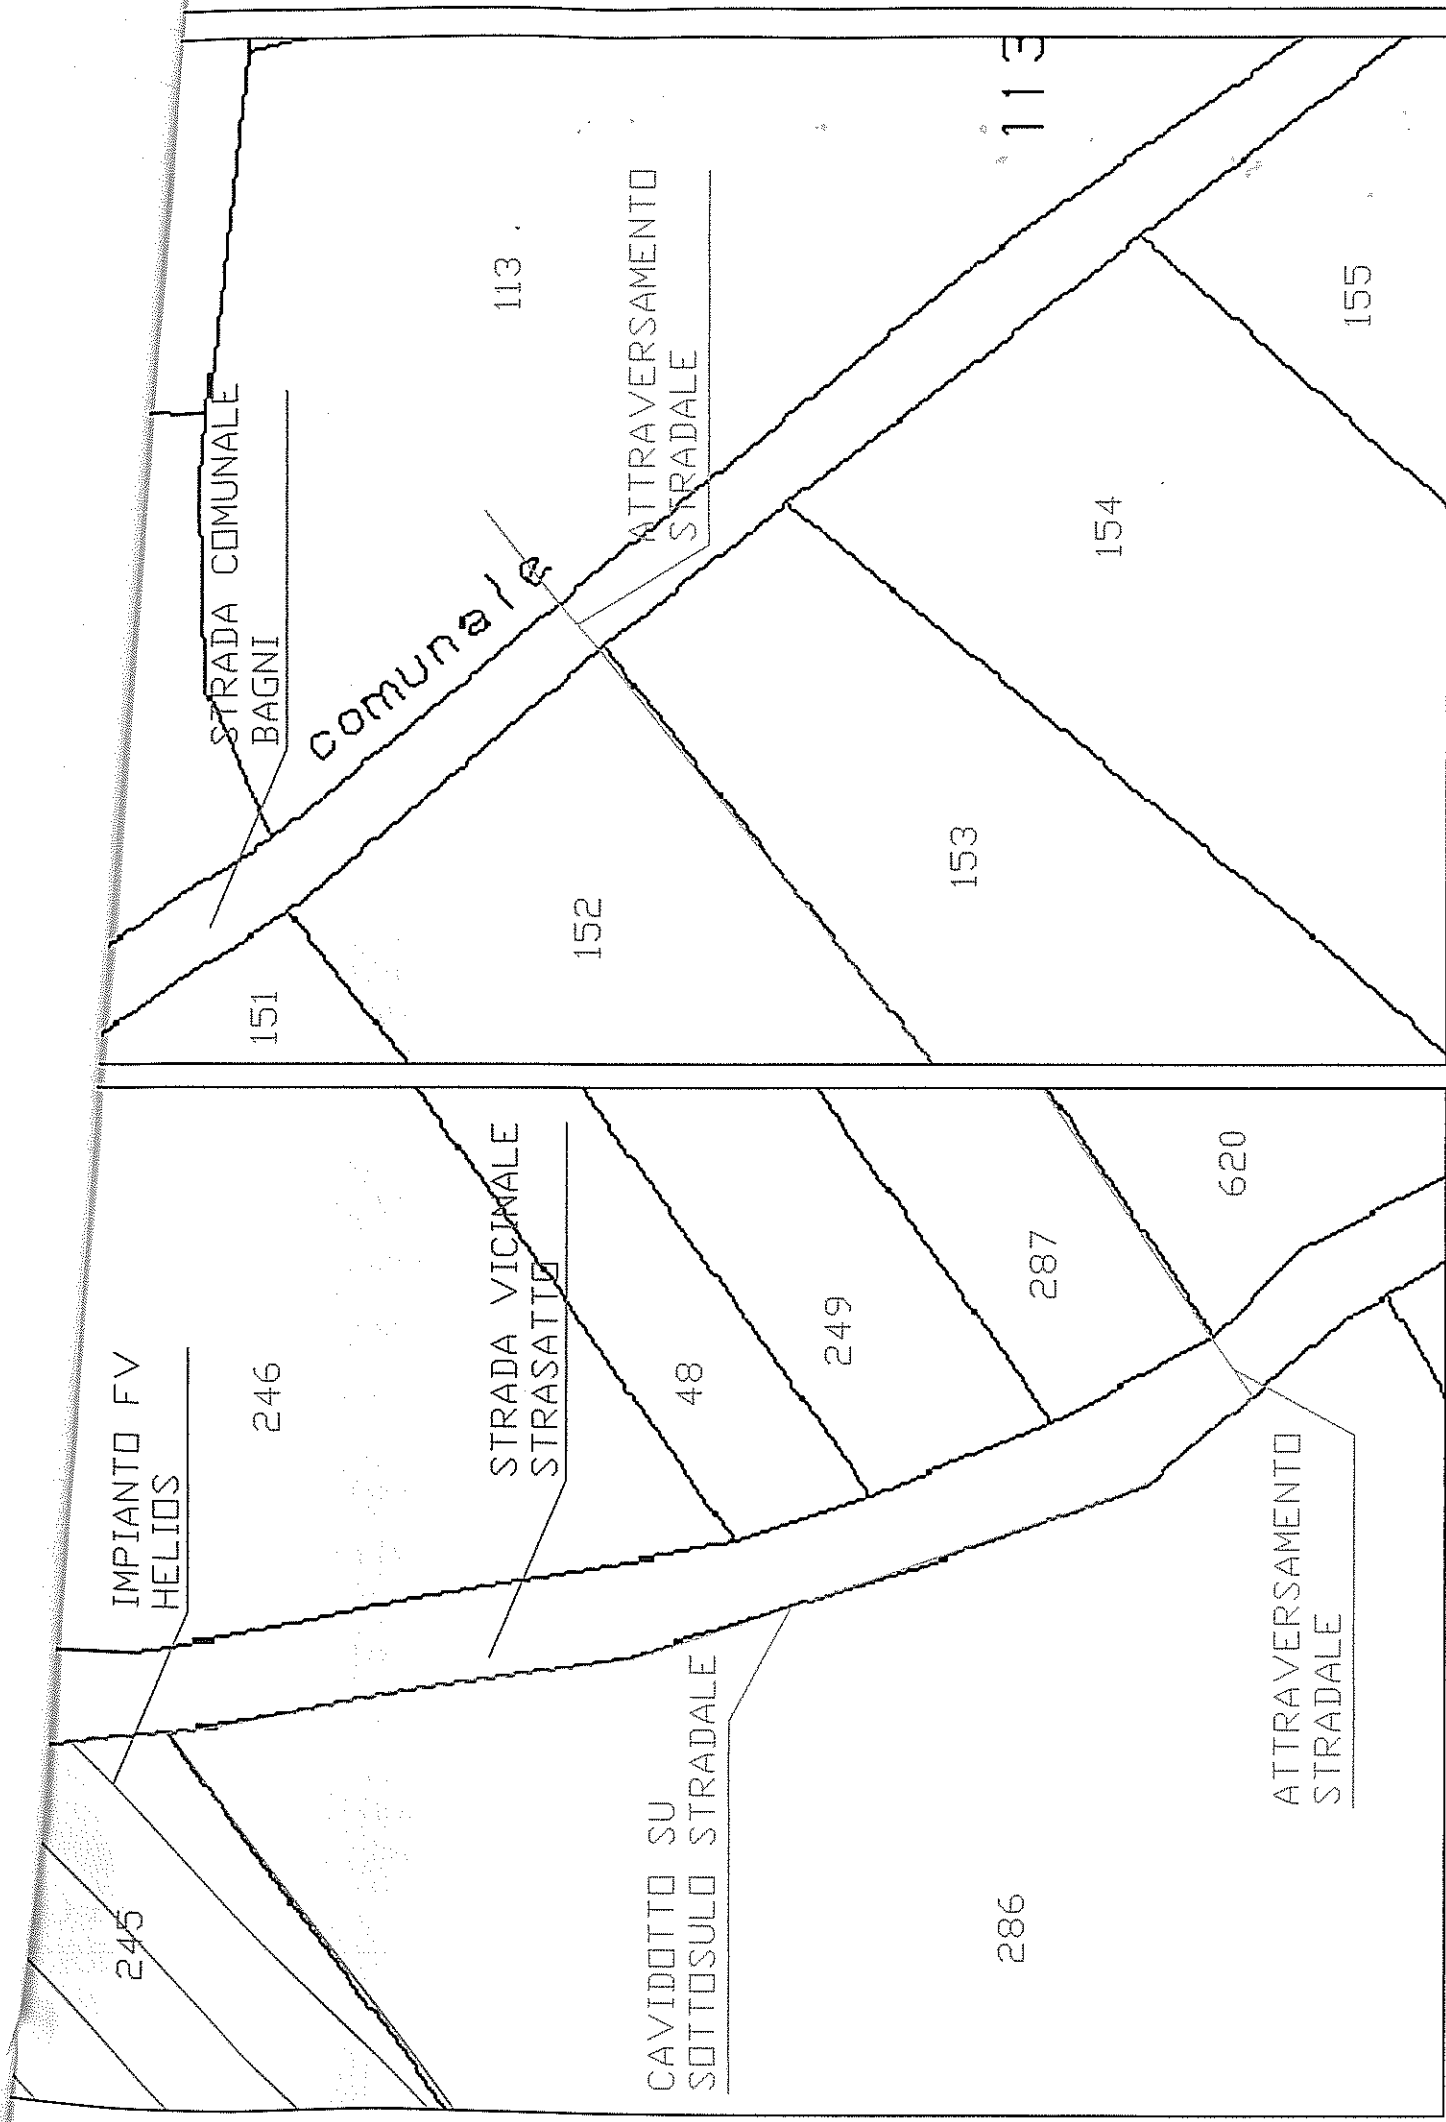 IMPIANTO FV
HELIOS
245
246
STRADA VICINALE
STRASATTO
48
249
CAVIDOTTO SU
SOTTOSULO STRADALE
287
286
620
ATTRAVERSAMENTO
STRADALE
STRADA COMUNALE
BAGNI
151
comunale
113
152
ATTRAVERSAMENTO
STRADALE
113
153
154
155